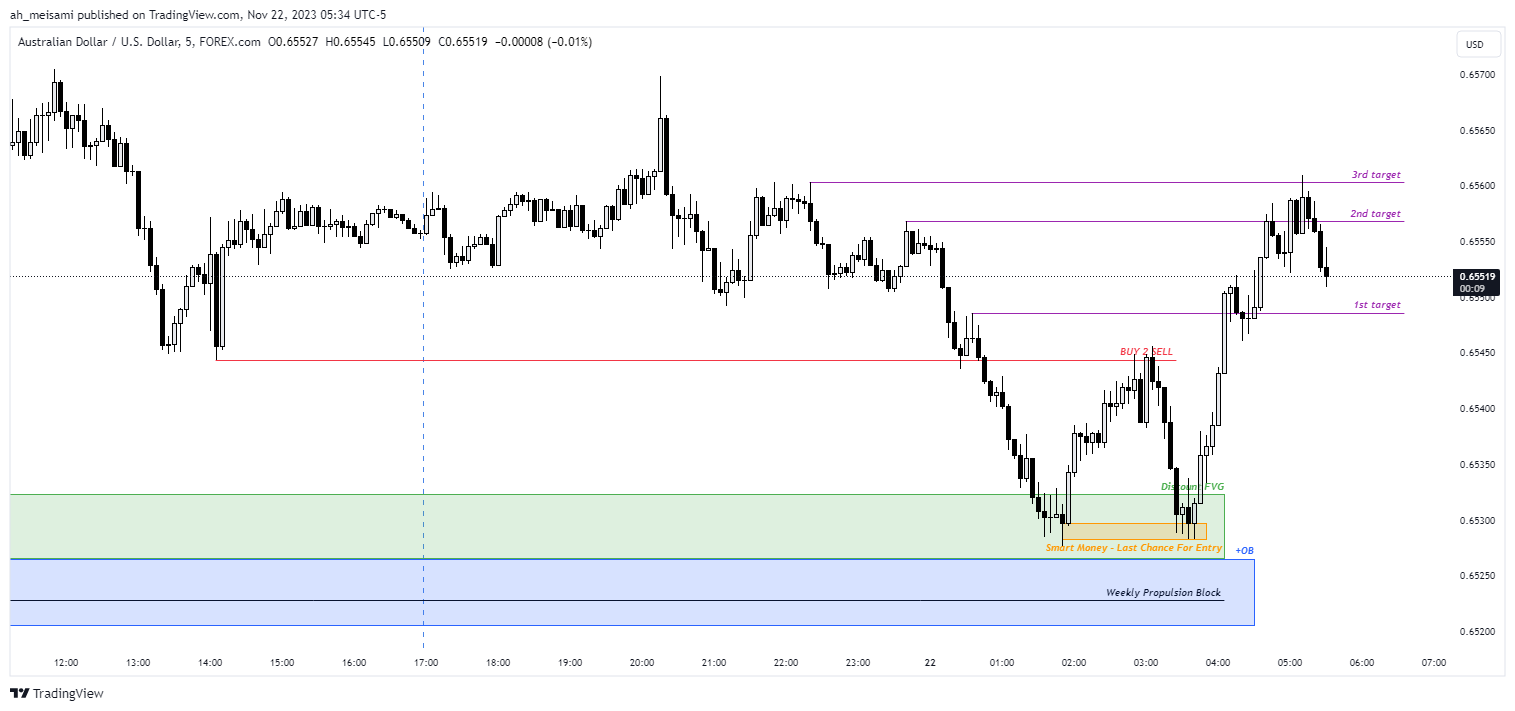 ah_meisami published on TradingView.com, Nov 22, 2023 05:34 UTC-5
Australian Dollar / U.S. Dollar, 5, FOREX.com O0.65527 H0.65545 L0.65509 C0.65519 −0.00008 (−0.01%)
USD
0.65700
0.65650
3rd target
0.65600
2nd target
0.65550
0.65519
00:09
0.65500
1st target
BUY 2 SELL
0.65450
0.65400
0.65350
Discount FVG
0.65300
Smart Money - Last Chance For Entry
+OB
0.65250
Weekly Propulsion Block
0.65200
12:00 13:00 14:00 15:00 16:00 17:00 18:00 19:00 20:00 21:00 22:00 23:00 22 01:00 02:00 03:00 04:00 05:00 06:00 07:00
TradingView